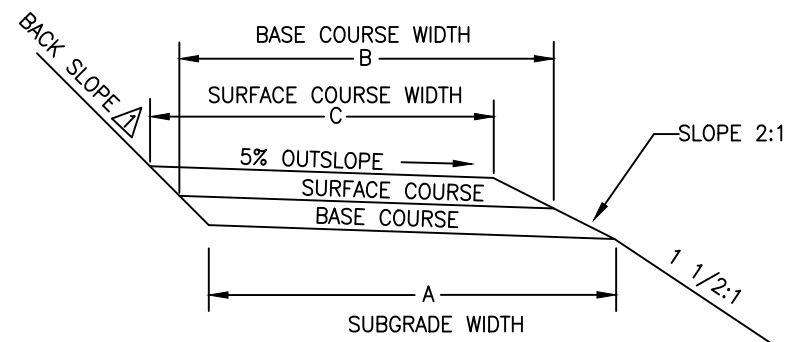 BACK SLOPE 1
BASE COURSE WIDTH
B
SURFACE COURSE WIDTH
C
SLOPE 2:1
5% OUTSLOPE
SURFACE COURSE
BASE COURSE
1 1/2:1
A
SUBGRADE WIDTH